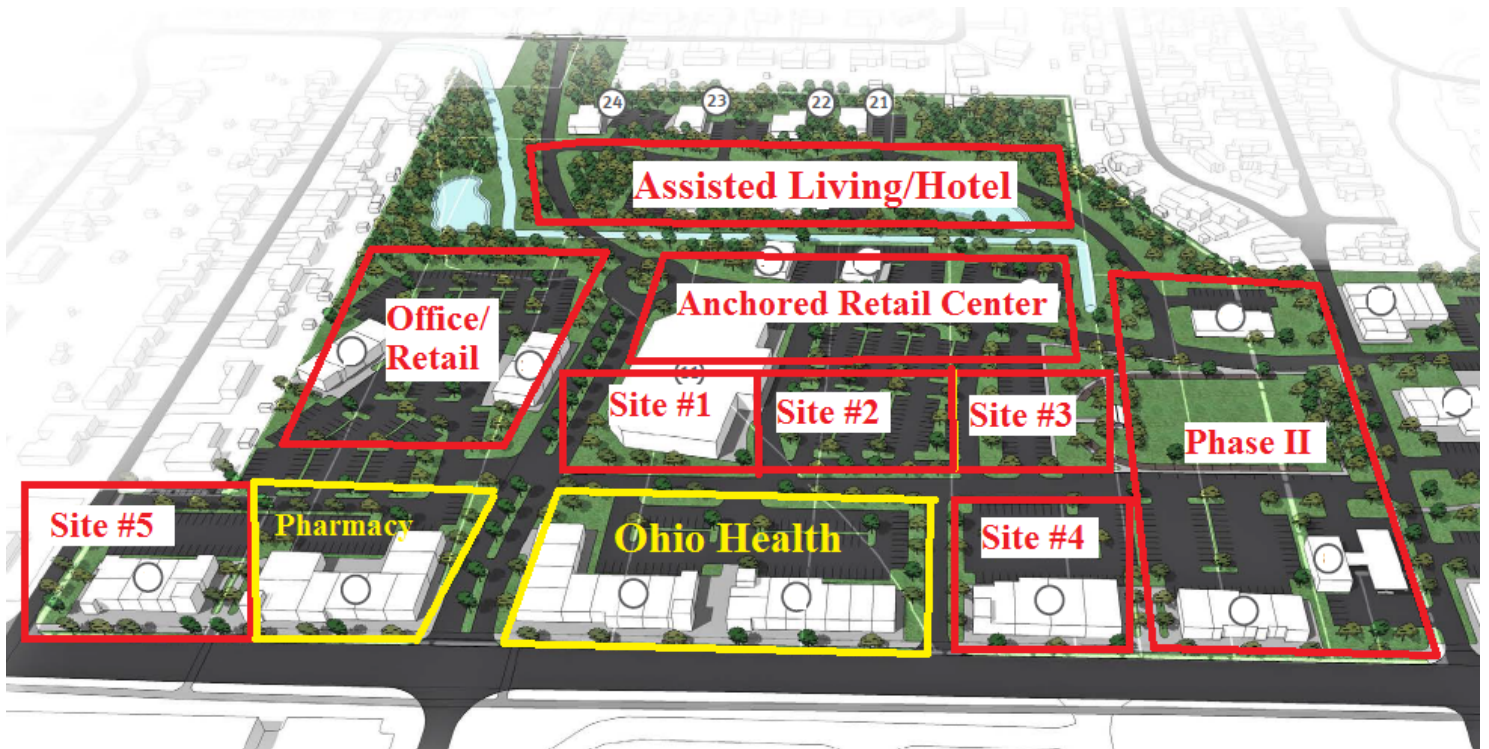 24
23
22
21
Assisted Living/Hotel
Anchored Retail Center
Office/
Retail
Site #1
Site #2
Site #3
Phase II
Site #5
Pharmacy
Ohio Health
Site #4